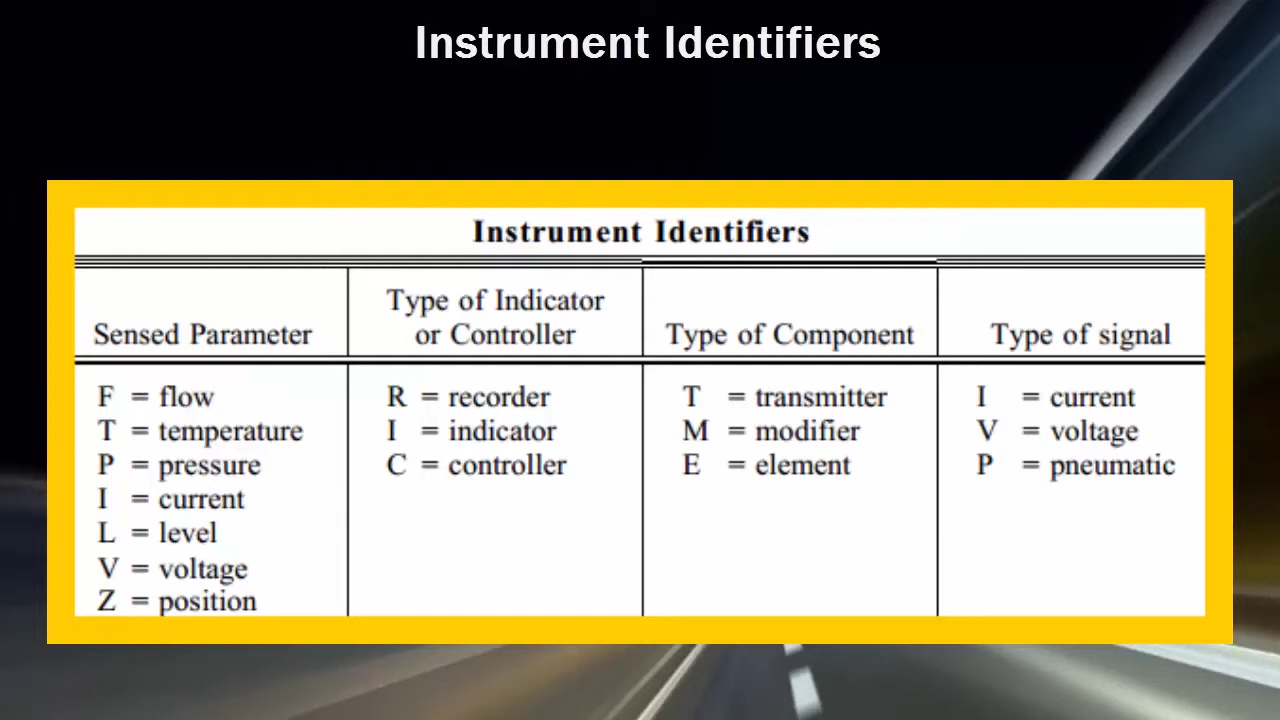 Instrument Identifiers
Instrument Identifiers
Sensed Parameter
Type of Indicator
or Controller
Type of Component
Type of signal
F = flow
T = temperature
P = pressure
I = current
L = level
V = voltage
Z = position
R = recorder
I = indicator
C = controller
T = transmitter
M = modifier
E = element
I = current
V = voltage
P = pneumatic